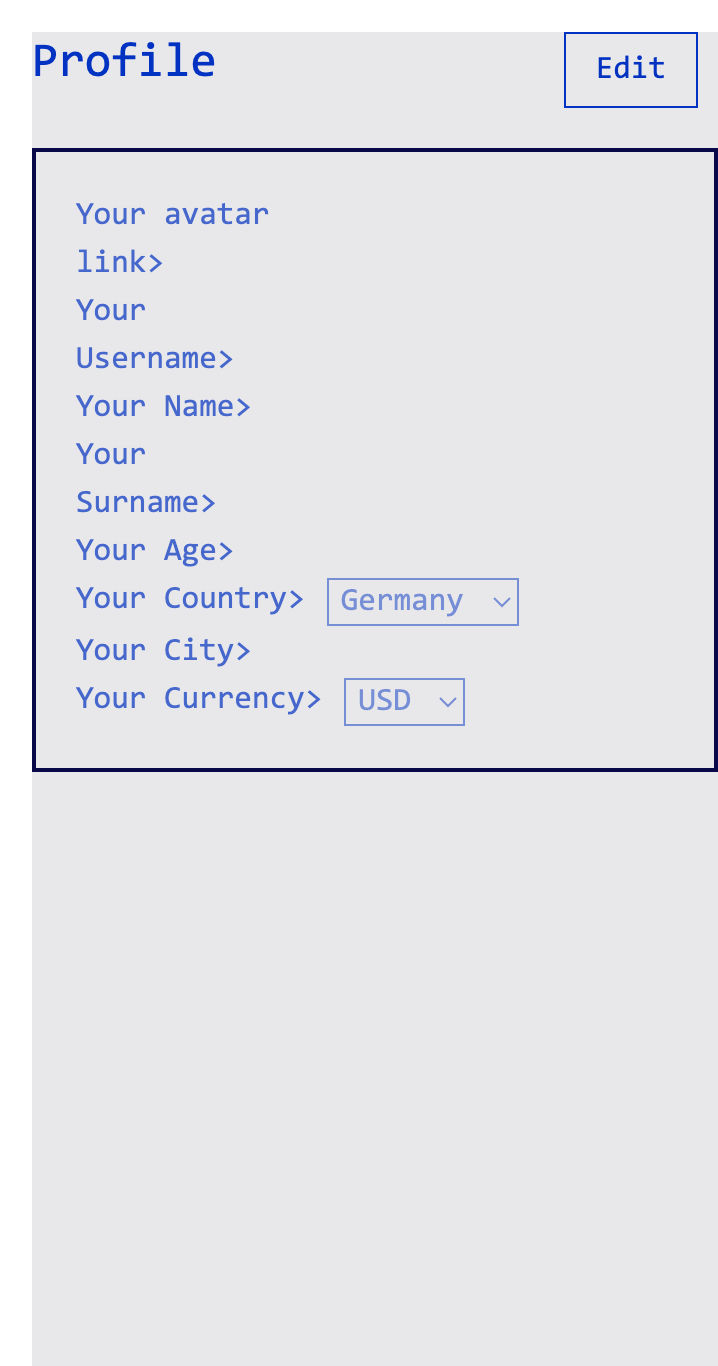 Profile
Edit
Your avatar
link>
Your
Username>
Your Name>
Your
Surname>
Your Age>
Your Country> Germany
Your City>
Your Currency> USD